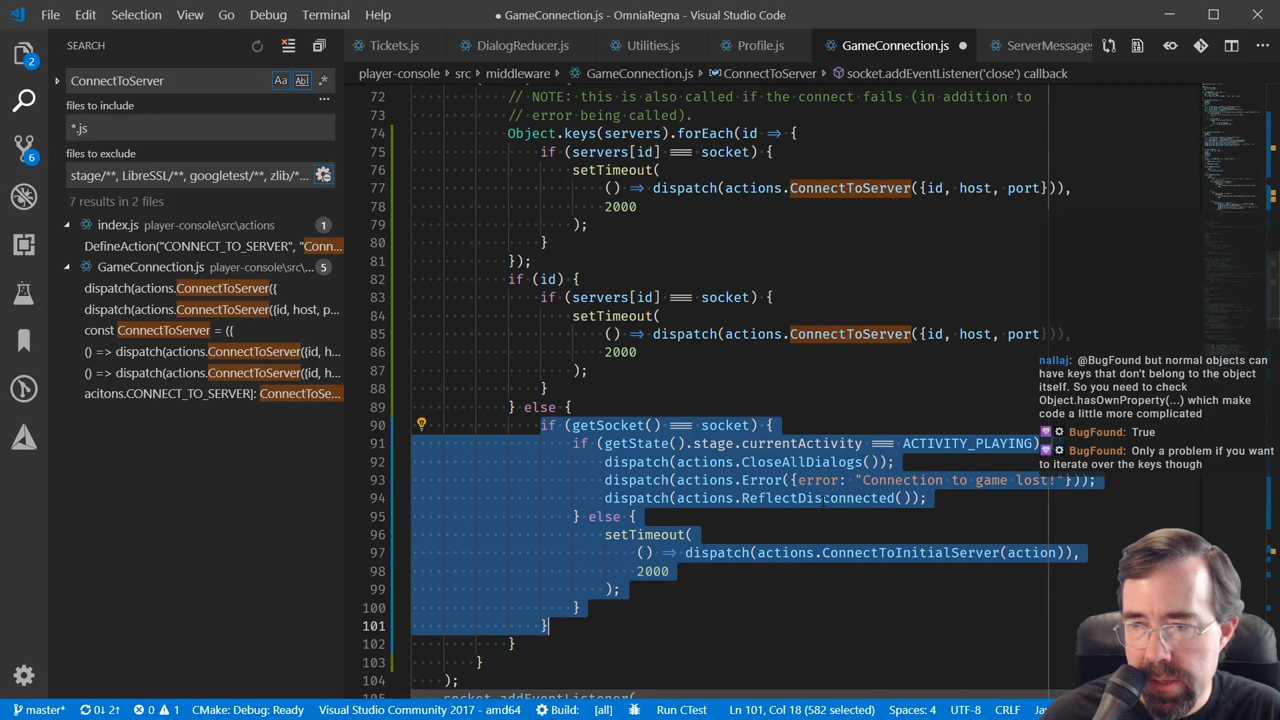 File Edit Selection View Go Debug Terminal Help ● GameConnection.js - OmniaRegna - Visual Studio Code
SEARCH
Tickets.js DialogReducer.js Utilities.js Profile.js GameConnection.js ServerMessages
ConnectToServer Aa Abl .*
player-console › src › middleware › GameConnection.js › ConnectToServer › socket.addEventListener('close') callback
files to include
*.js
files to exclude
stage/**, LibreSSL/**, googletest/**, zlib/*...
7 results in 2 files
index.js player-console\src\actions 1
DefineAction("CONNECT_TO_SERVER", "Conn...
GameConnection.js player-console\src\... 5
dispatch(actions.ConnectToServer({
dispatch(actions.ConnectToServer({id, host, p...
const ConnectToServer = ({
() => dispatch(actions.ConnectToServer({id, h...
() => dispatch(actions.ConnectToServer({id, h...
acitons.CONNECT_TO_SERVER]: ConnectToSe...
72 // NOTE: this is also called if the connect fails (in addition to
73 // error being called).
74 Object.keys(servers).forEach(id => {
75 if (servers[id] === socket) {
76 setTimeout(
77 () => dispatch(actions.ConnectToServer({id, host, port})),
78 2000
79 );
80 }
81 });
82 if (id) {
83 if (servers[id] === socket) {
84 setTimeout(
85 () => dispatch(actions.ConnectToServer({id, host, port})),
86 2000
87 );
88 }
89 } else {
90 if (getSocket() === socket) {
91 if (getState().stage.currentActivity === ACTIVITY_PLAYING)
92 dispatch(actions.CloseAllDialogs());
93 dispatch(actions.Error({error: "Connection to game lost!"}));
94 dispatch(actions.ReflectDisconnected());
95 } else {
96 setTimeout(
97 () => dispatch(actions.ConnectToInitialServer(action)),
98 2000
99 );
100 }
101 }
102 }
103 }
104 );
105 socket.addEventListener(
nallaj: @BugFound but normal objects can
have keys that don't belong to the object
itself. So you need to check
Object.hasOwnProperty(...) which make
code a little more complicated
BugFound: True
BugFound: Only a problem if you want
to iterate over the keys though
2
6
master* 0↓ 2↑ 0 1 CMake: Debug: Ready Visual Studio Community 2017 - amd64 Build: [all] Run CTest Ln 101, Col 18 (582 selected) Spaces: 4 UTF-8 CRLF